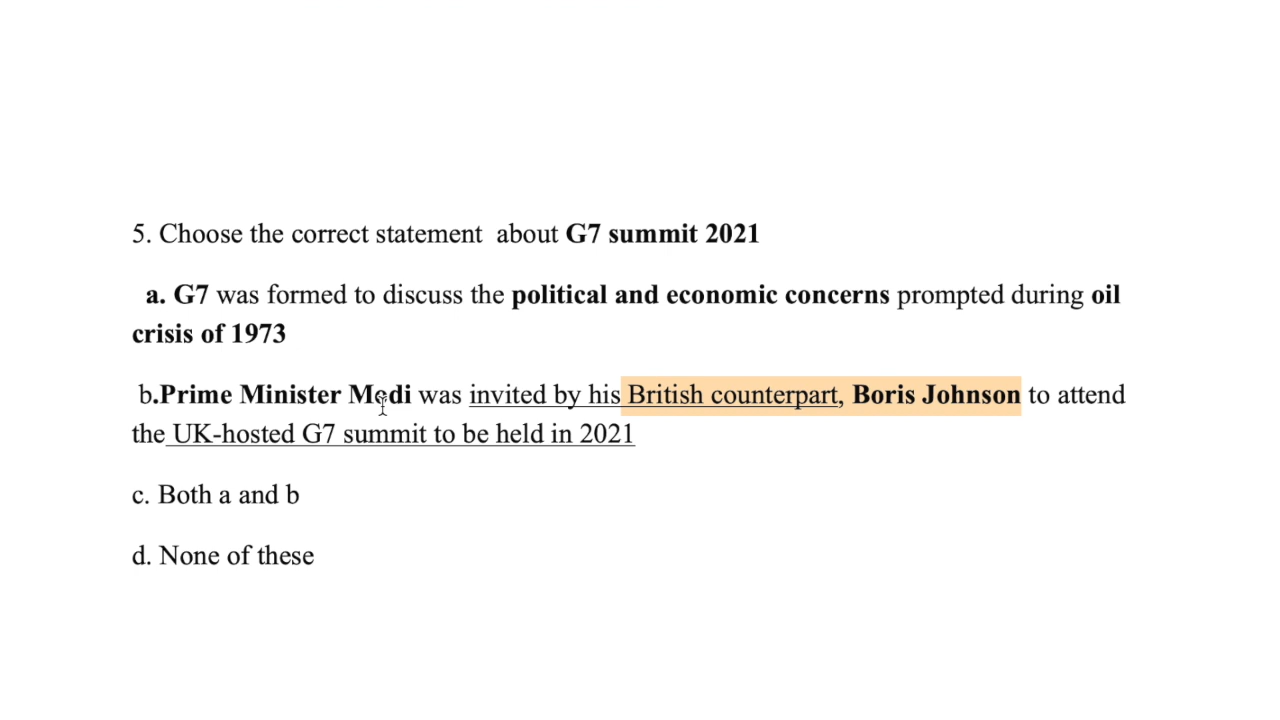 5. Choose the correct statement about G7 summit 2021
a. G7 was formed to discuss the political and economic concerns prompted during oil
crisis of 1973
b.Prime Minister Modi was invited by his British counterpart, Boris Johnson to attend
the UK-hosted G7 summit to be held in 2021
c. Both a and b
d. None of these